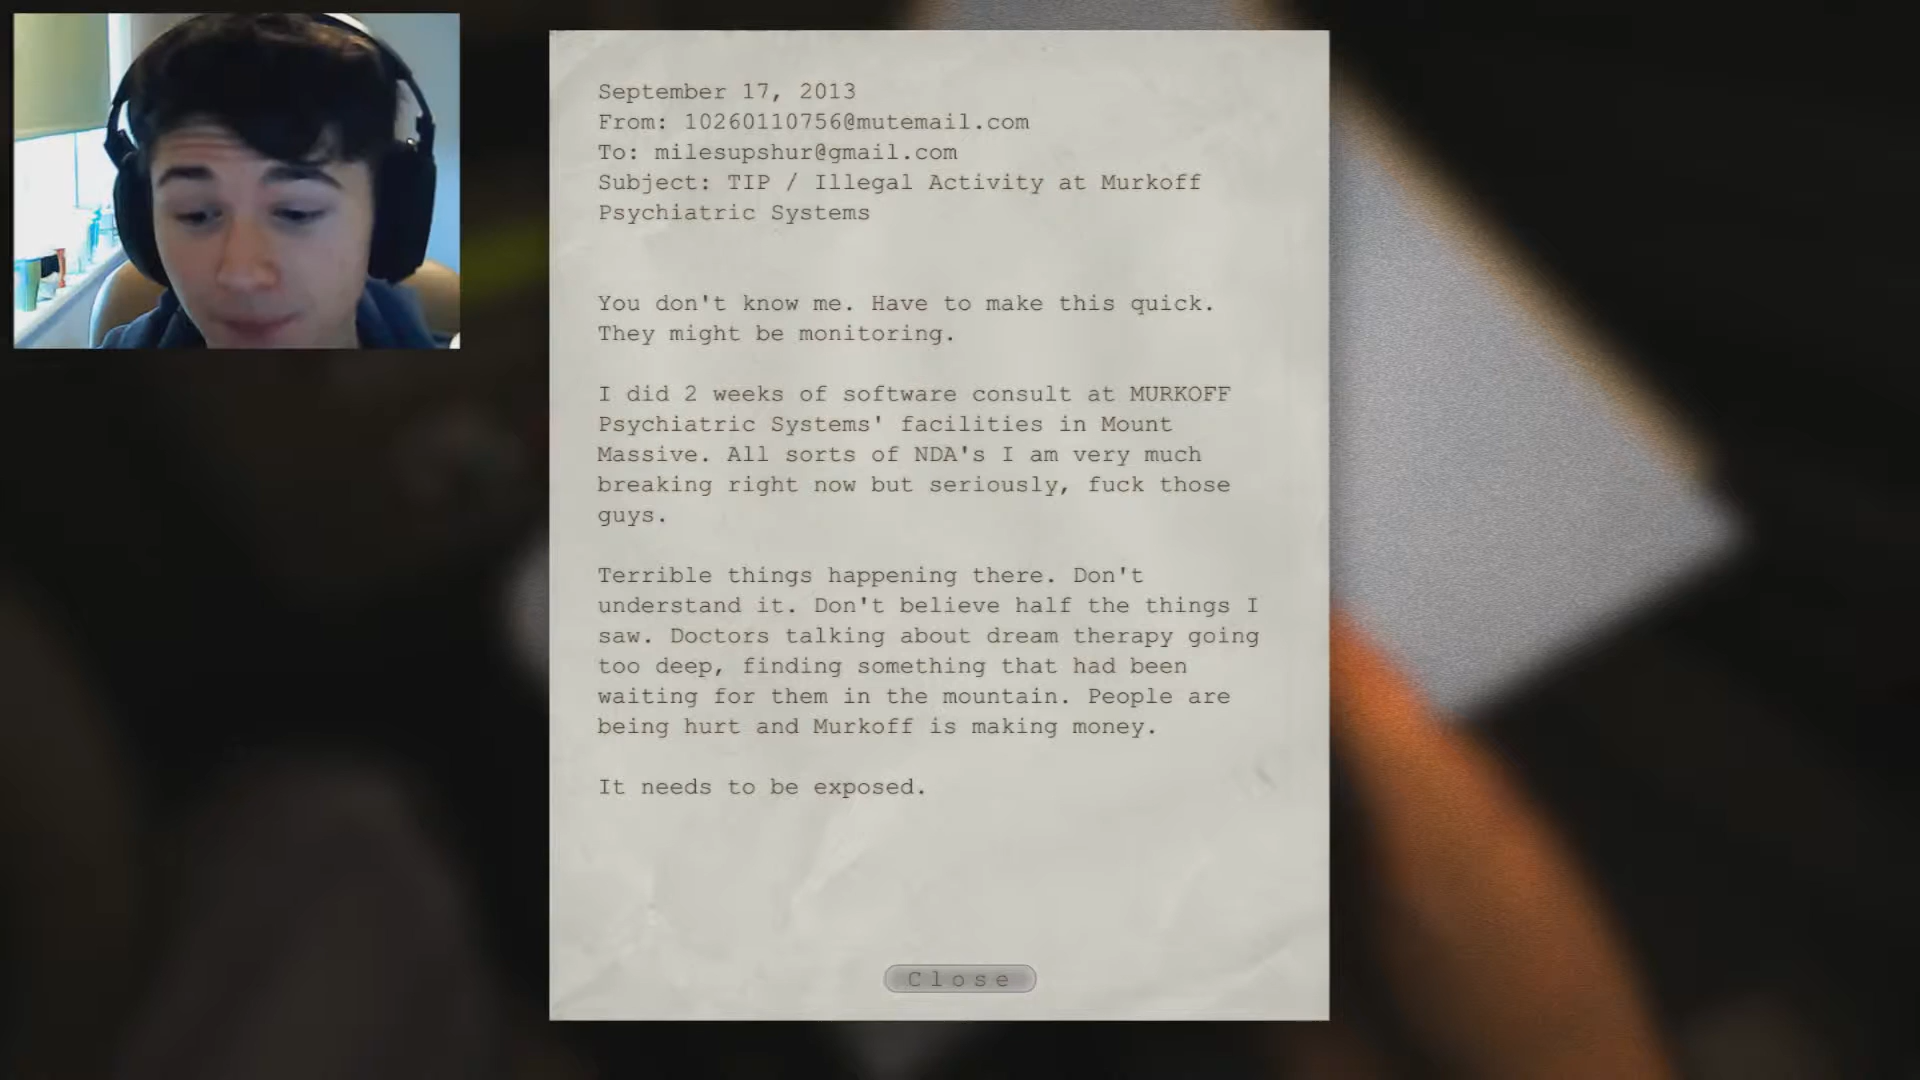 September 17, 2013
From: 10260110756@mutemail.com
To: milesupshur@gmail.com
Subject: TIP / Illegal Activity at Murkoff
Psychiatric Systems
You don't know me. Have to make this quick.
They might be monitoring.
I did 2 weeks of software consult at MURKOFF
Psychiatric Systems' facilities in Mount
Massive. All sorts of NDA's I am very much
breaking right now but seriously, fuck those
guys.
Terrible things happening there. Don't
understand it. Don't believe half the things I
saw. Doctors talking about dream therapy going
too deep, finding something that had been
waiting for them in the mountain. People are
being hurt and Murkoff is making money.
It needs to be exposed.
Close